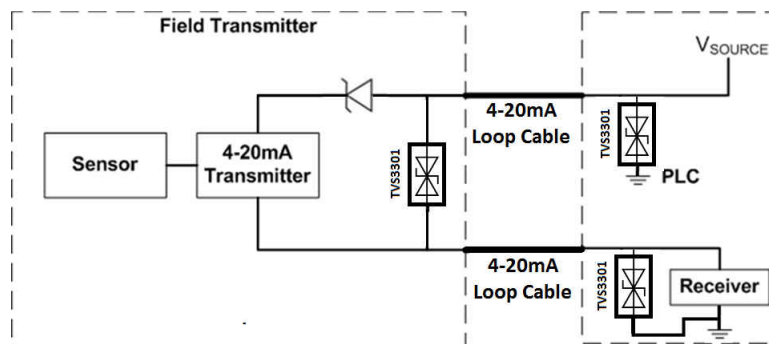 Field Transmitter
V_SOURCE
4-20mA
Loop Cable
TVS3301
Sensor
4-20mA
Transmitter
TVS3301
PLC
4-20mA
Loop Cable
TVS3301
Receiver